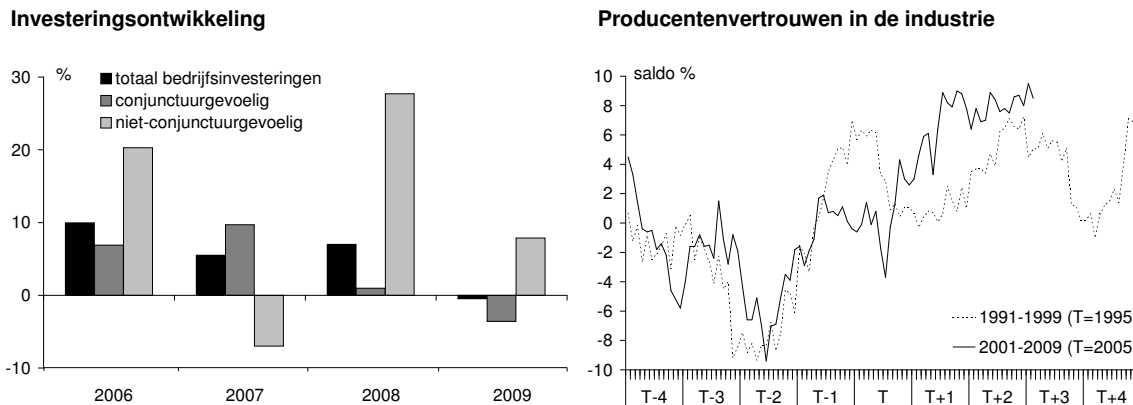 Investeringsontwikkeling
%
totaal bedrijfsinvesteringen
conjunctuurgevoelig
niet-conjunctuurgevoelig
30
20
10
0
-10
2006 2007 2008 2009
Producentenvertrouwen in de industrie
saldo %
10
8
6
4
2
0
-2
-4
-6
-8
-10
1991-1999 (T=1995
2001-2009 (T=2005
T-4 T-3 T-2 T-1 T T+1 T+2 T+3 T+4